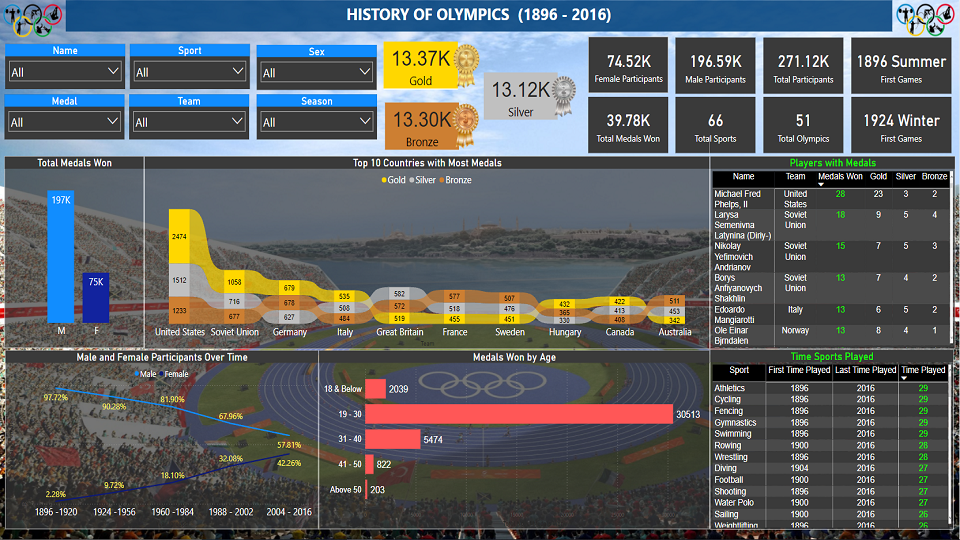 HISTORY OF OLYMPICS (1896 - 2016)
Name
All
Sport
All
Sex
All
Medal
All
Team
All
Season
All
13.37K
Gold
13.12K
Silver
13.30K
Bronze
74.52K
Female Participants
196.59K
Male Participants
271.12K
Total Participants
1896 Summer
First Games
39.78K
Total Medals Won
66
Total Sports
51
Total Olympics
1924 Winter
First Games
Total Medals Won
197K
75K
M F
Top 10 Countries with Most Medals
Gold Silver Bronze
2474
1512
1233
1058
716
677
679
678
627
535
508
484
582
572
519
577
518
455
507
476
451
432
365
330
422
413
408
511
453
342
United States Soviet Union Germany Italy Great Britain France Sweden Hungary Canada Australia
Players with Medals
Name Team Medals Won Gold Silver Bronze
Michael Fred United 28 23 3 2
Phelps, II States
Larysa Soviet 18 9 5 4
Semenivna Union
Latynina (Diriy-)
Nikolay Soviet 15 7 5 3
Yefimovich Union
Andrianov
Borys Soviet 13 7 4 2
Anfiyanovych Union
Shakhlin
Edoardo Italy 13 6 5 2
Mangiarotti
Ole Einar Norway 13 8 4 1
Bjrndalen
Male and Female Participants Over Time
Male Female
97.72%
90.28%
81.90%
67.96%
57.81%
2.28%
9.72%
18.10%
32.08%
42.26%
1896 -1920 1924 -1956 1960 -1984 1988 - 2002 2004 - 2016
Medals Won by Age
18 & Below 2039
19 - 30 30513
31 - 40 5474
41 - 50 822
Above 50 203
Time Sports Played
Sport First Time Played Last Time Played Time Played
Athletics 1896 2016 29
Cycling 1896 2016 29
Fencing 1896 2016 29
Gymnastics 1896 2016 29
Swimming 1896 2016 29
Rowing 1900 2016 28
Wrestling 1896 2016 28
Diving 1904 2016 27
Football 1900 2016 27
Shooting 1896 2016 27
Water Polo 1900 2016 27
Sailing 1900 2016 26
Weightlifting 1896 2016 26